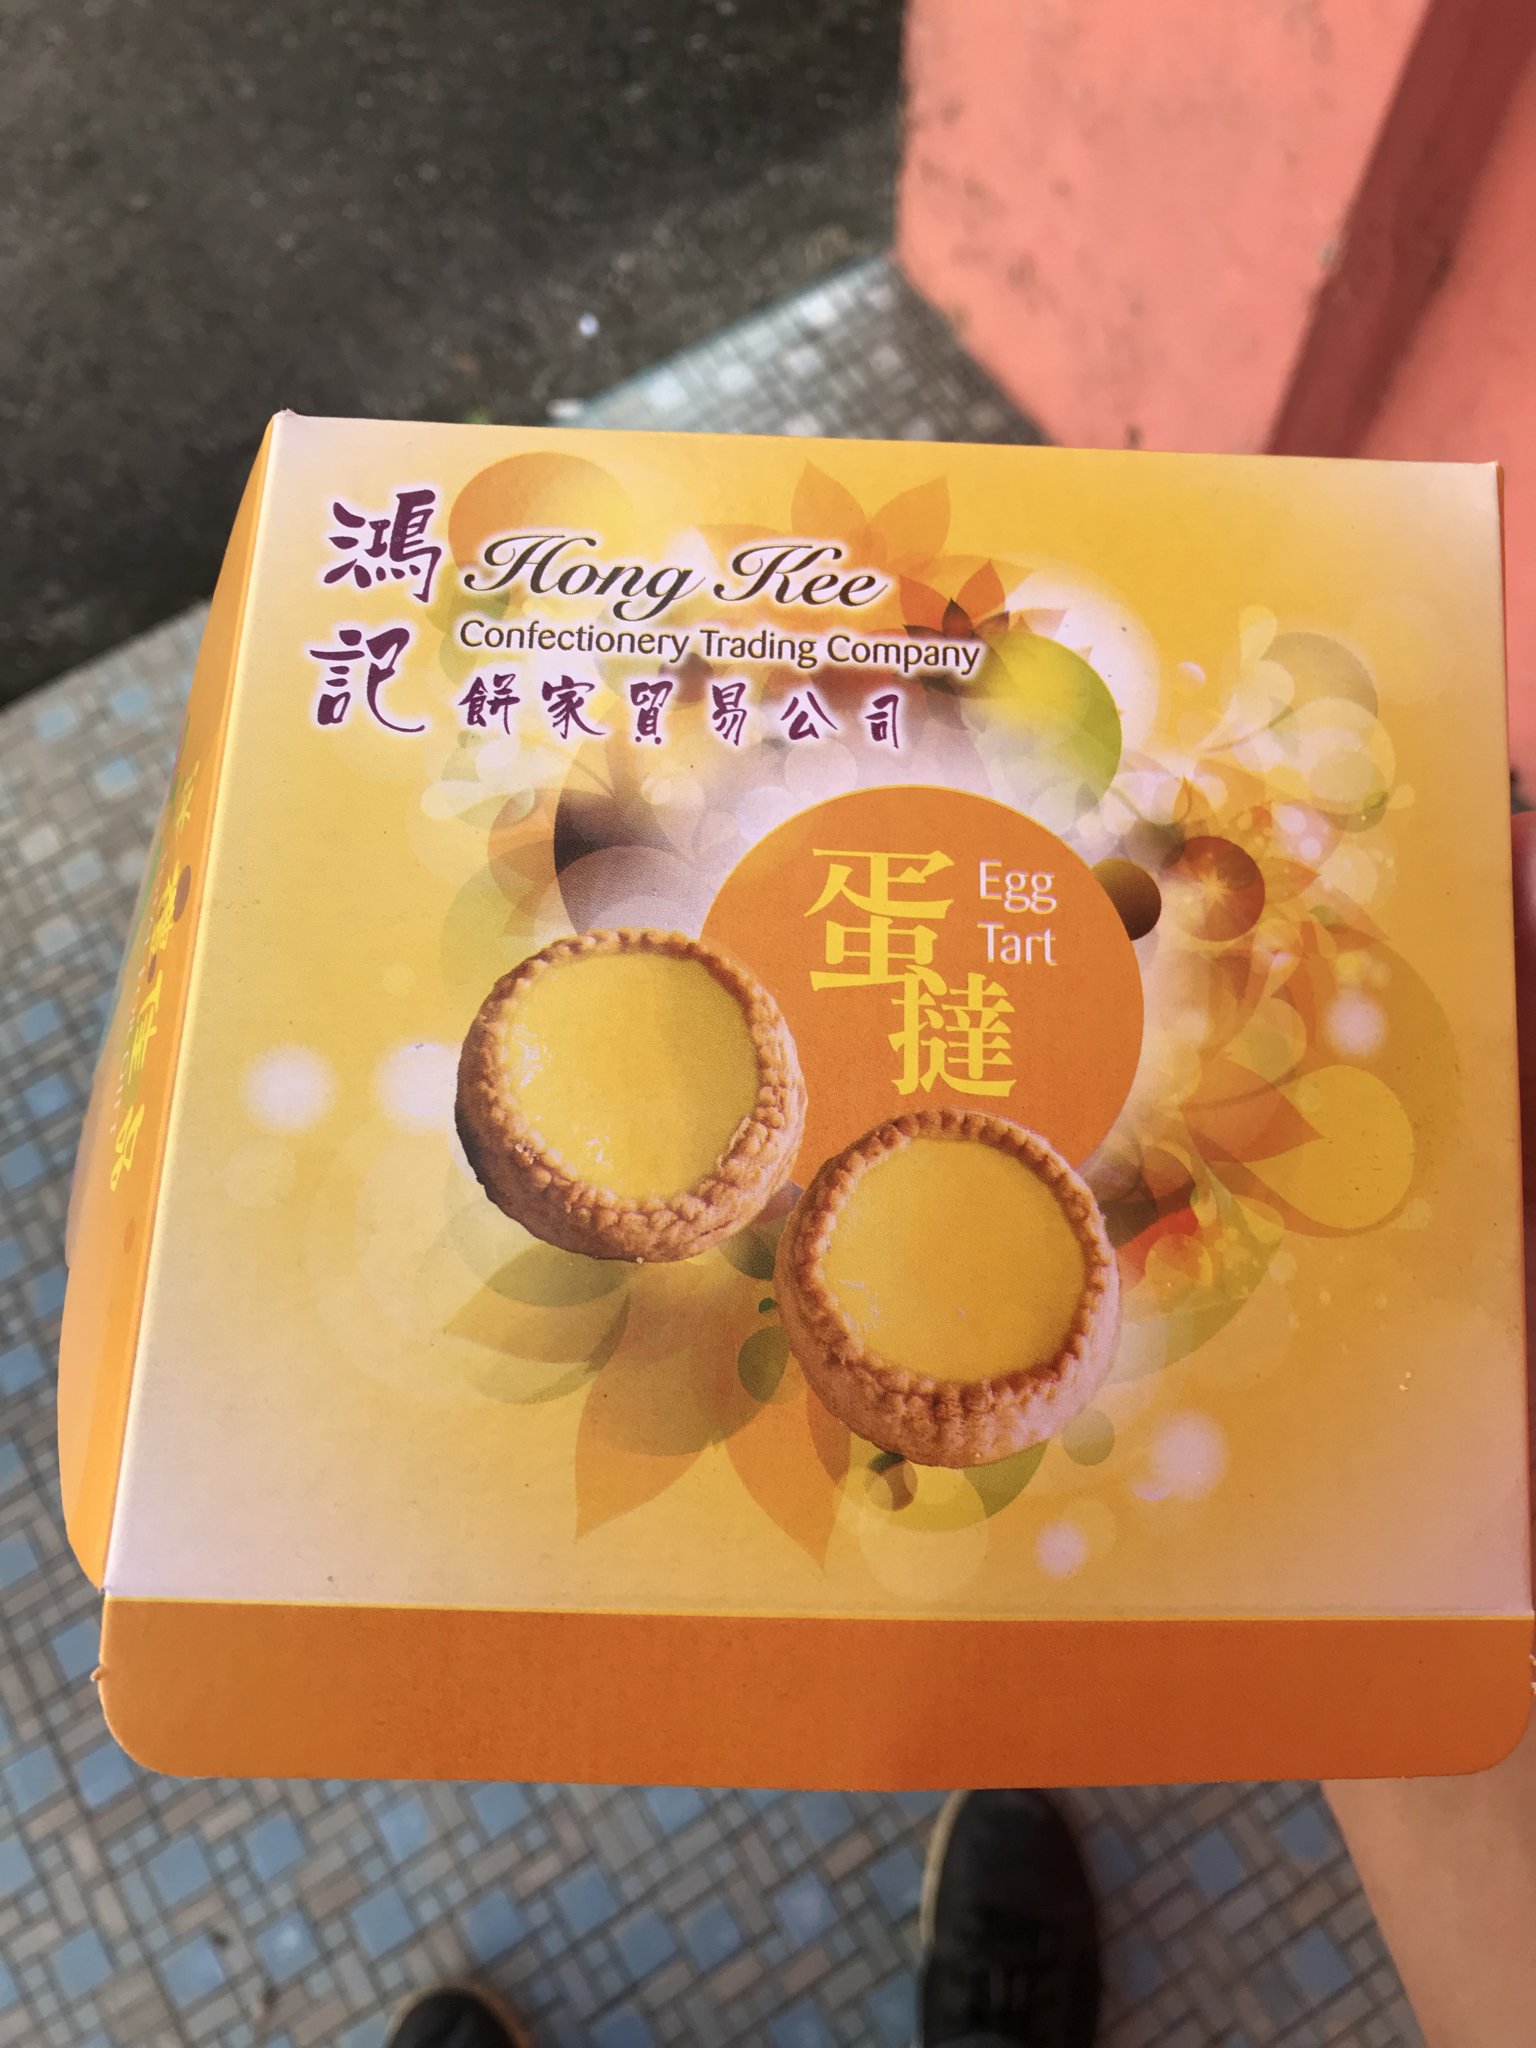 鴻記
Hong Kee
Confectionery Trading Company
餅家貿易公司
蛋撻
Egg
Tart